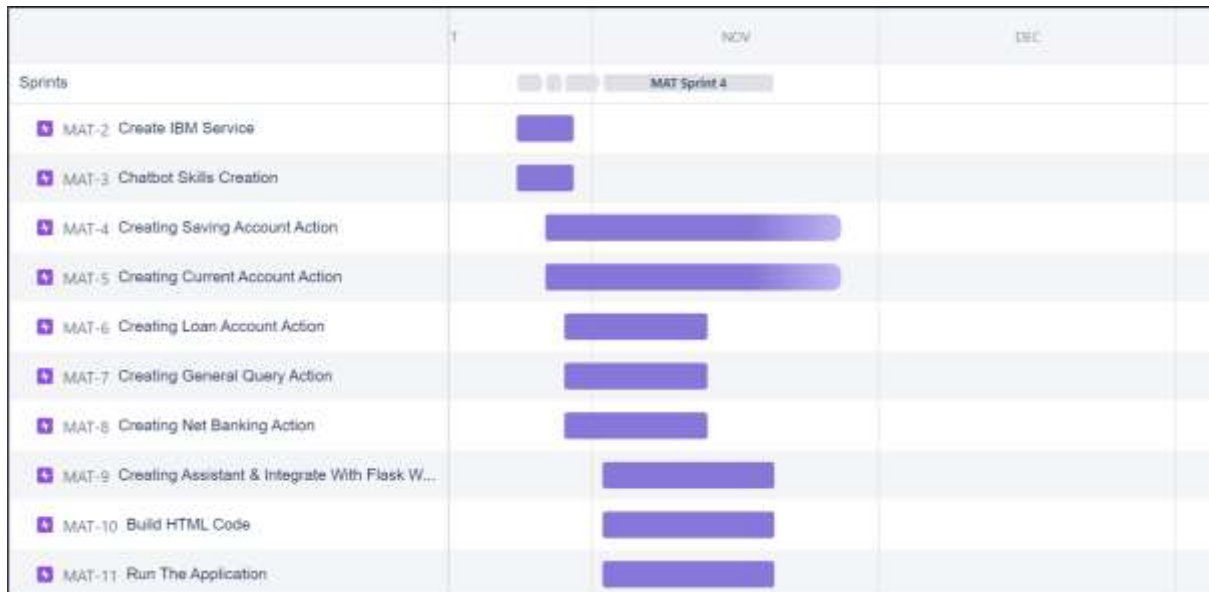 T NOV DEC
Sprints MAT Sprint 4
MAT-2 Create IBM Service
MAT-3 Chatbot Skills Creation
MAT-4 Creating Saving Account Action
MAT-5 Creating Current Account Action
MAT-6 Creating Loan Account Action
MAT-7 Creating General Query Action
MAT-8 Creating Net Banking Action
MAT-9 Creating Assistant & Integrate With Flask W...
MAT-10 Build HTML Code
MAT-11 Run The Application